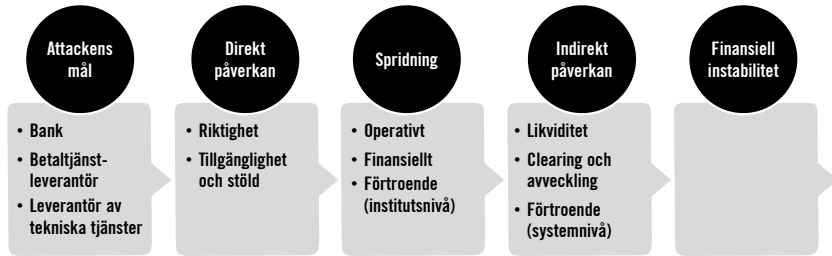 Attackens
mål
• Bank
• Betaltjänst-
leverantör
• Leverantör av
tekniska tjänster
Direkt
påverkan
• Riktighet
• Tillgänglighet
och stöld
Spridning
• Operativt
• Finansiellt
• Förtroende
(institutsnivå)
Indirekt
påverkan
• Likviditet
• Clearing och
avveckling
• Förtroende
(systemnivå)
Finansiell
instabilitet